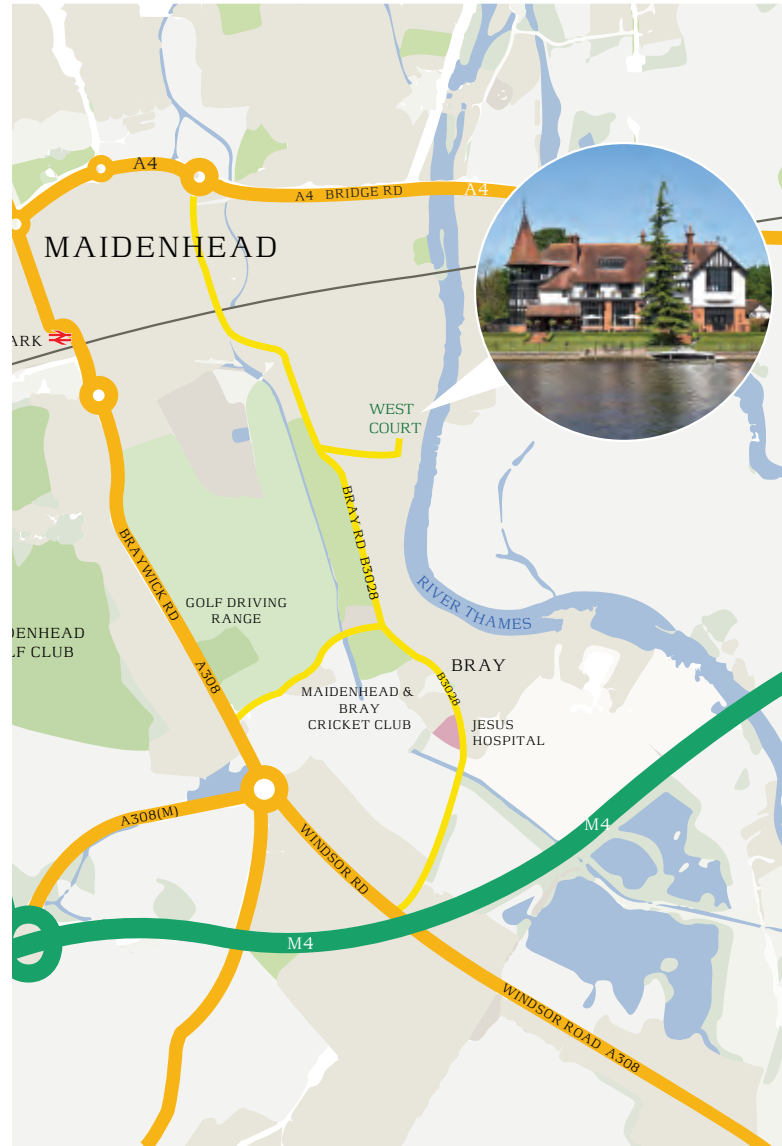 A4
A4 BRIDGE RD
A4
MAIDENHEAD
ARK
WEST
COURT
BRAY RD B3028
BRAYWICK RD
RIVER THAMES
GOLF DRIVING
RANGE
DENHEAD
LF CLUB
A308
BRAY
B3028
MAIDENHEAD &
BRAY
CRICKET CLUB
JESUS
HOSPITAL
A308(M)
WINDSOR RD
M4
M4
WINDSOR ROAD A308